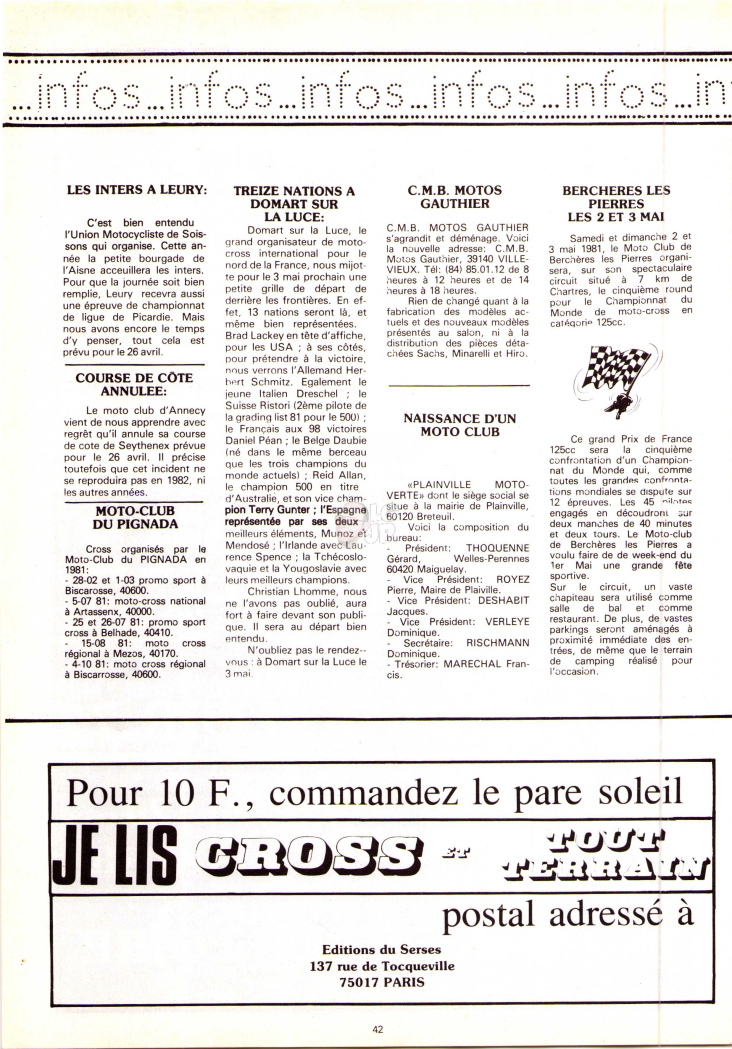 ...infos...infos...infos...infos...infos...in
LES INTERS A LEURY:
C'est bien entendu
l'Union Motocycliste de Sois-
sons qui organise. Cette an-
née la petite bourgade de
l'Aisne acceuillera les inters.
Pour que la journée soit bien
remplie, Leury recevra aussi
une épreuve de championnat
de ligue de Picardie. Mais
nous avons encore le temps
d'y penser, tout cela est
prévu pour le 26 avril.
COURSE DE CÔTE
ANNULEE:
Le moto club d'Annecy
vient de nous apprendre avec
regrêt qu'il annule sa course
de cote de Seythenex prévue
pour le 26 avril. Il précise
toutefois que cet incident ne
se reproduira pas en 1982, ni
les autres années.
MOTO-CLUB
DU PIGNADA
Cross organisés par le
Moto-Club du PIGNADA en
1981:
- 28-02 et 1-03 promo sport à
Biscarosse, 40600.
- 5-07 81: moto-cross national
à Artassenx, 40000.
- 25 et 26-07 81: promo sport
cross à Belhade, 40410.
- 15-08 81: moto cross
régional à Mezos, 40170.
- 4-10 81: moto cross régional
à Biscarrosse, 40600.
TREIZE NATIONS A
DOMART SUR
LA LUCE:
Domart sur la Luce, le
grand organisateur de moto-
cross international pour le
nord de la France, nous mijot-
te pour le 3 mai prochain une
petite grille de départ de
derrière les frontières. En ef-
fet, 13 nations seront là, et
même bien représentées.
Brad Lackey en tête d'affiche,
pour les USA ; à ses côtés,
pour prétendre à la victoire,
nous verrons l'Allemand Her-
bert Schmitz. Egalement le
jeune Italien Dreschel ; le
Suisse Ristori (2ème pilote de
la grading list 81 pour le 500) ;
le Français aux 98 victoires
Daniel Péan ; le Belge Daubie
(né dans le même berceau
que les trois champions du
monde actuels) ; Reid Allan,
le champion 500 en titre
d'Australie, et son vice cham-
pion Terry Gunter ; l'Espagne
représentée par ses deux
meilleurs éléments, Munoz et
Mendosé ; l'Irlande avec Lau-
rence Spence ; la Tchécoslo-
vaquie et la Yougoslavie avec
leurs meilleurs champions.
Christian Lhomme, nous
ne l'avons pas oublié, aura
fort à faire devant son publi-
que. Il sera au départ bien
entendu.
N'oubliez pas le rendez--
vous : à Domart sur la Luce le
3 mai.
C.M.B. MOTOS
GAUTHIER
C.M.B. MOTOS GAUTHIER
s'agrandit et déménage. Voici
la nouvelle adresse: C.M.B.
Motos Gauthier, 39140 VILLE-
VIEUX. Tél: (84) 85.01.12 de 8
heures à 12 heures et de 14
heures à 18 heures.
Rien de changé quant à la
fabrication des modèles ac-
tuels et des nouveaux modèles
présentés au salon, ni à la
distribution des pièces déta-
chées Sachs, Minarelli et Hiro.
NAISSANCE D'UN
MOTO CLUB
«PLAINVILLE MOTO-
VERTE» dont le siège social se
situe à la mairie de Plainville,
60120 Breteuil.
Voici la composition du
bureau:
- Président: THOQUENNE
Gérard, Welles-Perennes
60420 Maiguelay.
- Vice Président: ROYEZ
Pierre, Maire de Plaiville.
- Vice Président: DESHABIT
Jacques.
- Vice Président: VERLEYE
Dominique.
- Secrétaire: RISCHMANN
Dominique.
- Trésorier: MARECHAL Fran-
cis.
BERCHERES LES
PIERRES
LES 2 ET 3 MAI
Samedi et dimanche 2 et
3 mai 1981, le Moto Club de
Berchères les Pierres organi-
sera, sur son spectaculaire
circuit situé à 7 km de
Chartres, le cinquième round
pour le Championnat du
Monde de moto-cross en
catégorie 125cc.
Ce grand Prix de France
125cc sera la cinquième
confrontation d'un Champion-
nat du Monde qui, comme
toutes les grandes confronta-
tions mondiales se dispute sur
12 épreuves. Les 45 pilotes
engagés en découdront sur
deux manches de 40 minutes
et deux tours. Le Moto-club
de Berchères les Pierres a
voulu faire de de week-end du
1er Mai une grande fête
sportive.
Sur le circuit, un vaste
chapiteau sera utilisé comme
salle de bal et comme
restaurant. De plus, de vastes
parkings seront aménagés à
proximité immédiate des en-
trées, de même que le terrain
de camping réalisé pour
l'occasion.
Pour 10 F., commandez le pare soleil
JE LIS CROSS ET TOUT
TERRAIN
postal adressé à
Editions du Serses
137 rue de Tocqueville
75017 PARIS
42